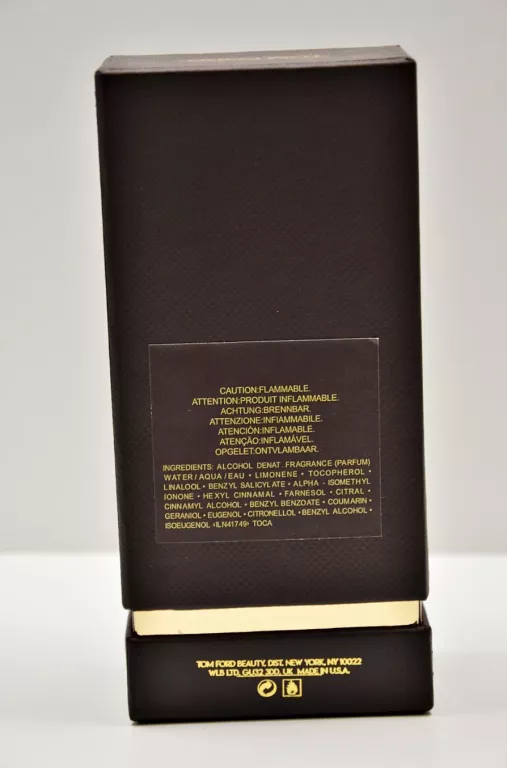 CAUTION:FLAMMABLE.
ATTENTION:PRODUIT INFLAMMABLE.
ACHTUNG:BRENNBAR.
ATTENZIONE:INFIAMMABILE.
ATENCIÓN:INFLAMABLE.
ATENÇÃO:INFLAMÁVEL.
OPGELET:ONTVLAMBAAR.
INGREDIENTS: ALCOHOL DENAT. FRAGRANCE (PARFUM)
WATER / AQUA / EAU • LIMONENE • TOCOPHEROL •
LINALOOL • BENZYL SALICYLATE • ALPHA - ISOMETHYL
IONONE • HEXYL CINNAMAL • FARNESOL • CITRAL •
CINNAMYL ALCOHOL • BENZYL BENZOATE • COUMARIN •
GERANIOL • EUGENOL • CITRONELLOL • BENZYL ALCOHOL •
ISOEUGENOL ‹ILN41749› TOCA
TOM FORD BEAUTY, DIST. NEW YORK, NY 10022
WLB LTD, GU32 3DD, UK MADE IN U.S.A.